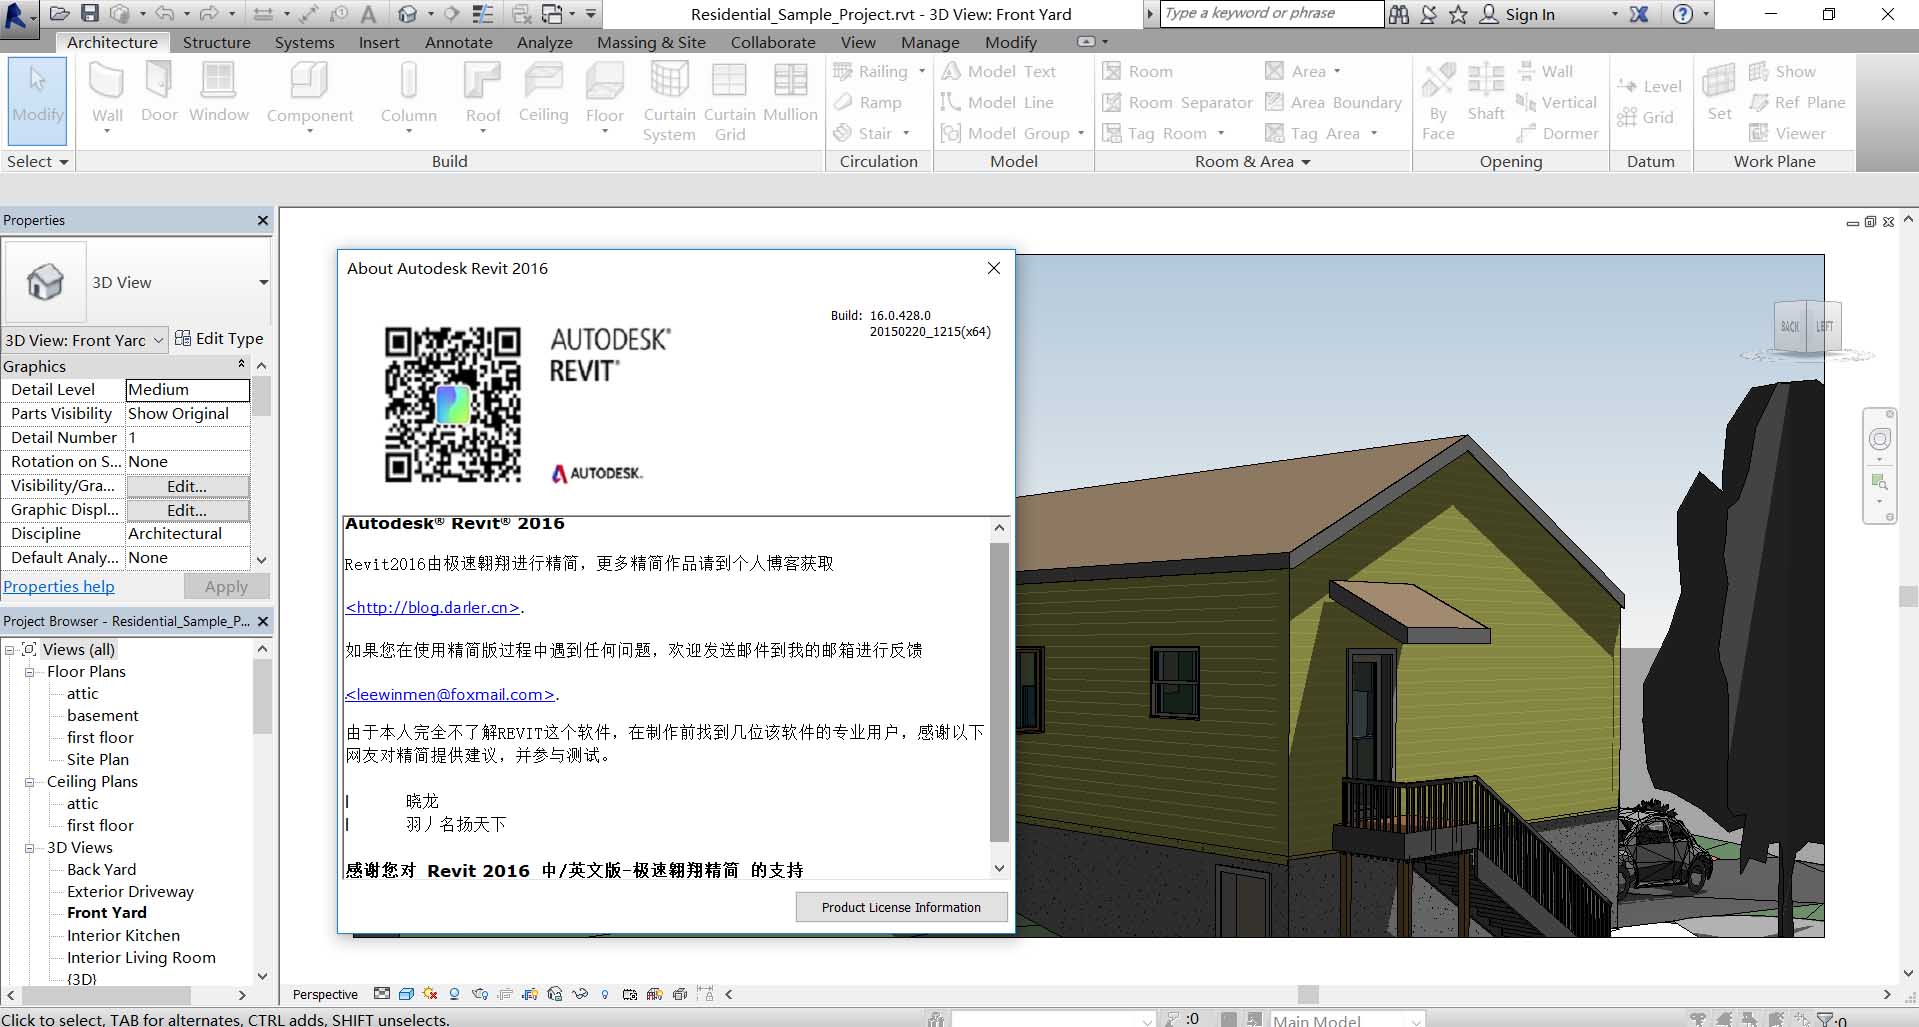 Residential_Sample_Project.rvt - 3D View: Front Yard
Type a keyword or phrase
Sign In
Architecture Structure Systems Insert Annotate Analyze Massing & Site Collaborate View Manage Modify
Modify
Wall
Door
Window
Component
Column
Roof
Ceiling
Floor
Curtain System
Curtain Grid
Mullion
Railing
Ramp
Stair
Model Text
Model Line
Model Group
Room
Room Separator
Tag Room
Area
Area Boundary
Tag Area
By Face
Shaft
Wall
Vertical
Dormer
Level
Grid
Set
Show
Ref Plane
Viewer
Select Build Circulation Model Room & Area Opening Datum Work Plane
Properties
3D View
3D View: Front Yarc Edit Type
Graphics
Detail Level Medium
Parts Visibility Show Original
Detail Number 1
Rotation on S... None
Visibility/Gra... Edit...
Graphic Displ... Edit...
Discipline Architectural
Default Analy... None
Properties help Apply
Project Browser - Residential_Sample_P...
Views (all)
Floor Plans
attic
basement
first floor
Site Plan
Ceiling Plans
attic
first floor
3D Views
Back Yard
Exterior Driveway
Front Yard
Interior Kitchen
Interior Living Room
{3D}
About Autodesk Revit 2016
Build: 16.0.428.0
20150220_1215(x64)
AUTODESK®
REVIT®
AUTODESK.
Autodesk® Revit® 2016
Revit2016由极速翱翔进行精简，更多精简作品请到个人博客获取
<http://blog.darler.cn>.
如果您在使用精简版过程中遇到任何问题，欢迎发送邮件到我的邮箱进行反馈
<leewinmen@foxmail.com>.
由于本人完全不了解REVIT这个软件，在制作前找到几位该软件的专业用户，感谢以下
网友对精简提供建议，并参与测试。
| 晓龙
| 羽丿名扬天下
感谢您对 Revit 2016 中/英文版-极速翱翔精简 的支持
Product License Information
BACK LEFT
Perspective
Click to select, TAB for alternates, CTRL adds, SHIFT unselects.
:0
Main Model
:0